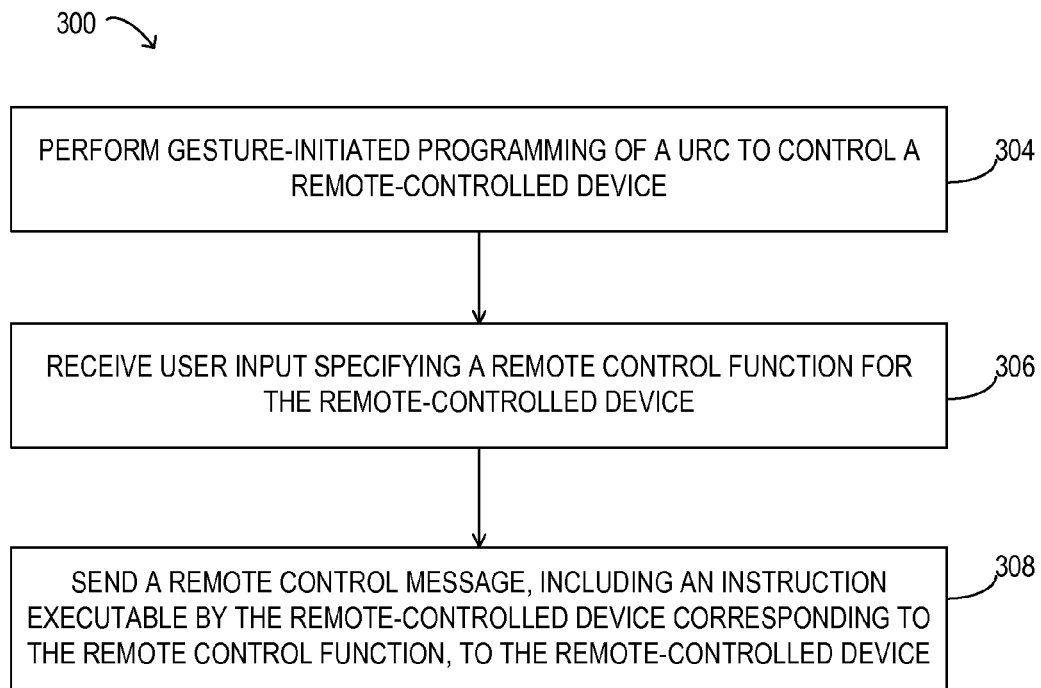 300
PERFORM GESTURE-INITIATED PROGRAMMING OF A URC TO CONTROL A
REMOTE-CONTROLLED DEVICE
304
RECEIVE USER INPUT SPECIFYING A REMOTE CONTROL FUNCTION FOR
THE REMOTE-CONTROLLED DEVICE
306
SEND A REMOTE CONTROL MESSAGE, INCLUDING AN INSTRUCTION
EXECUTABLE BY THE REMOTE-CONTROLLED DEVICE CORRESPONDING TO
THE REMOTE CONTROL FUNCTION, TO THE REMOTE-CONTROLLED DEVICE
308